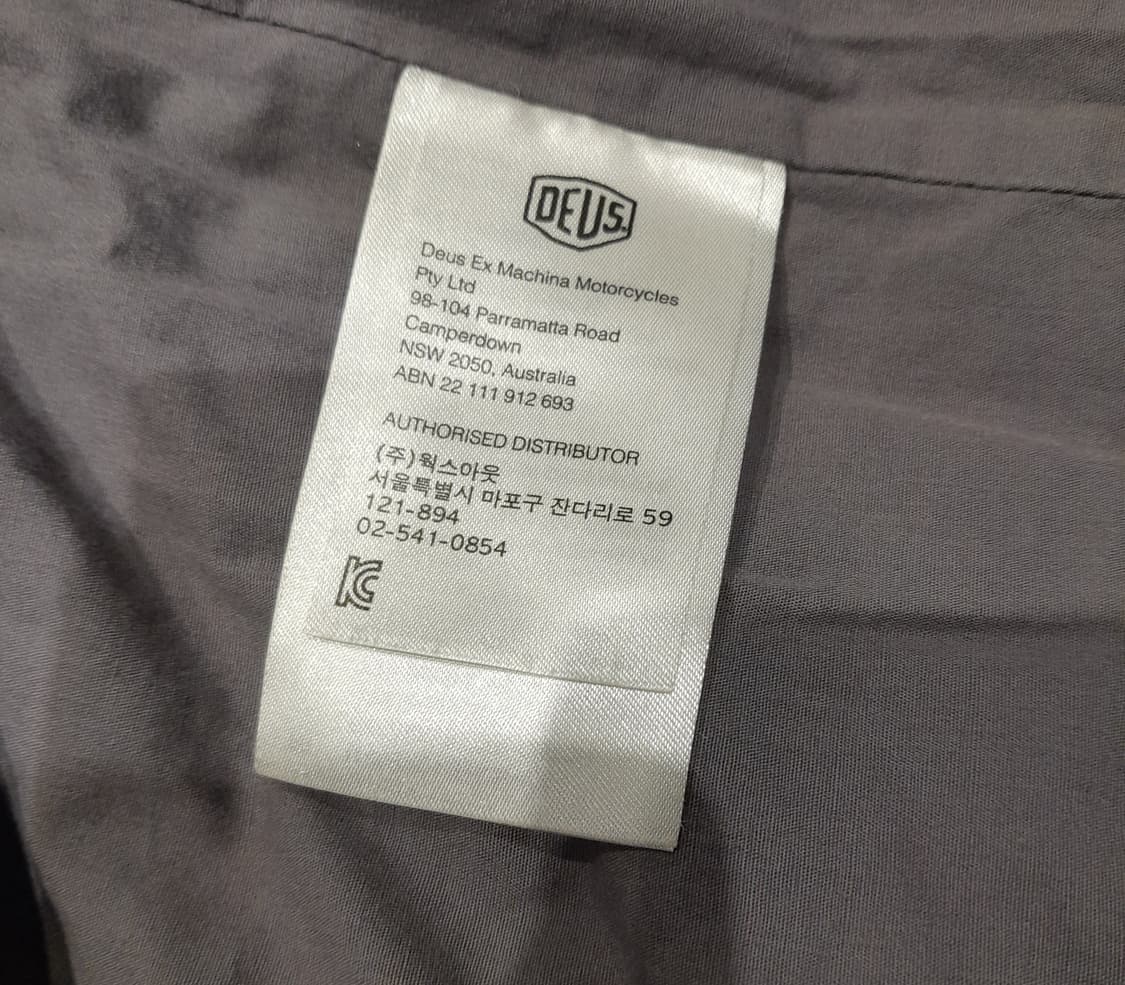 DEUS.
Deus Ex Machina Motorcycles
Pty Ltd
98-104 Parramatta Road
Camperdown
NSW 2050, Australia
ABN 22 111 912 693
AUTHORISED DISTRIBUTOR
(주)웍스아웃
서울특별시 마포구 잔다리로 59
121-894
02-541-0854
KC